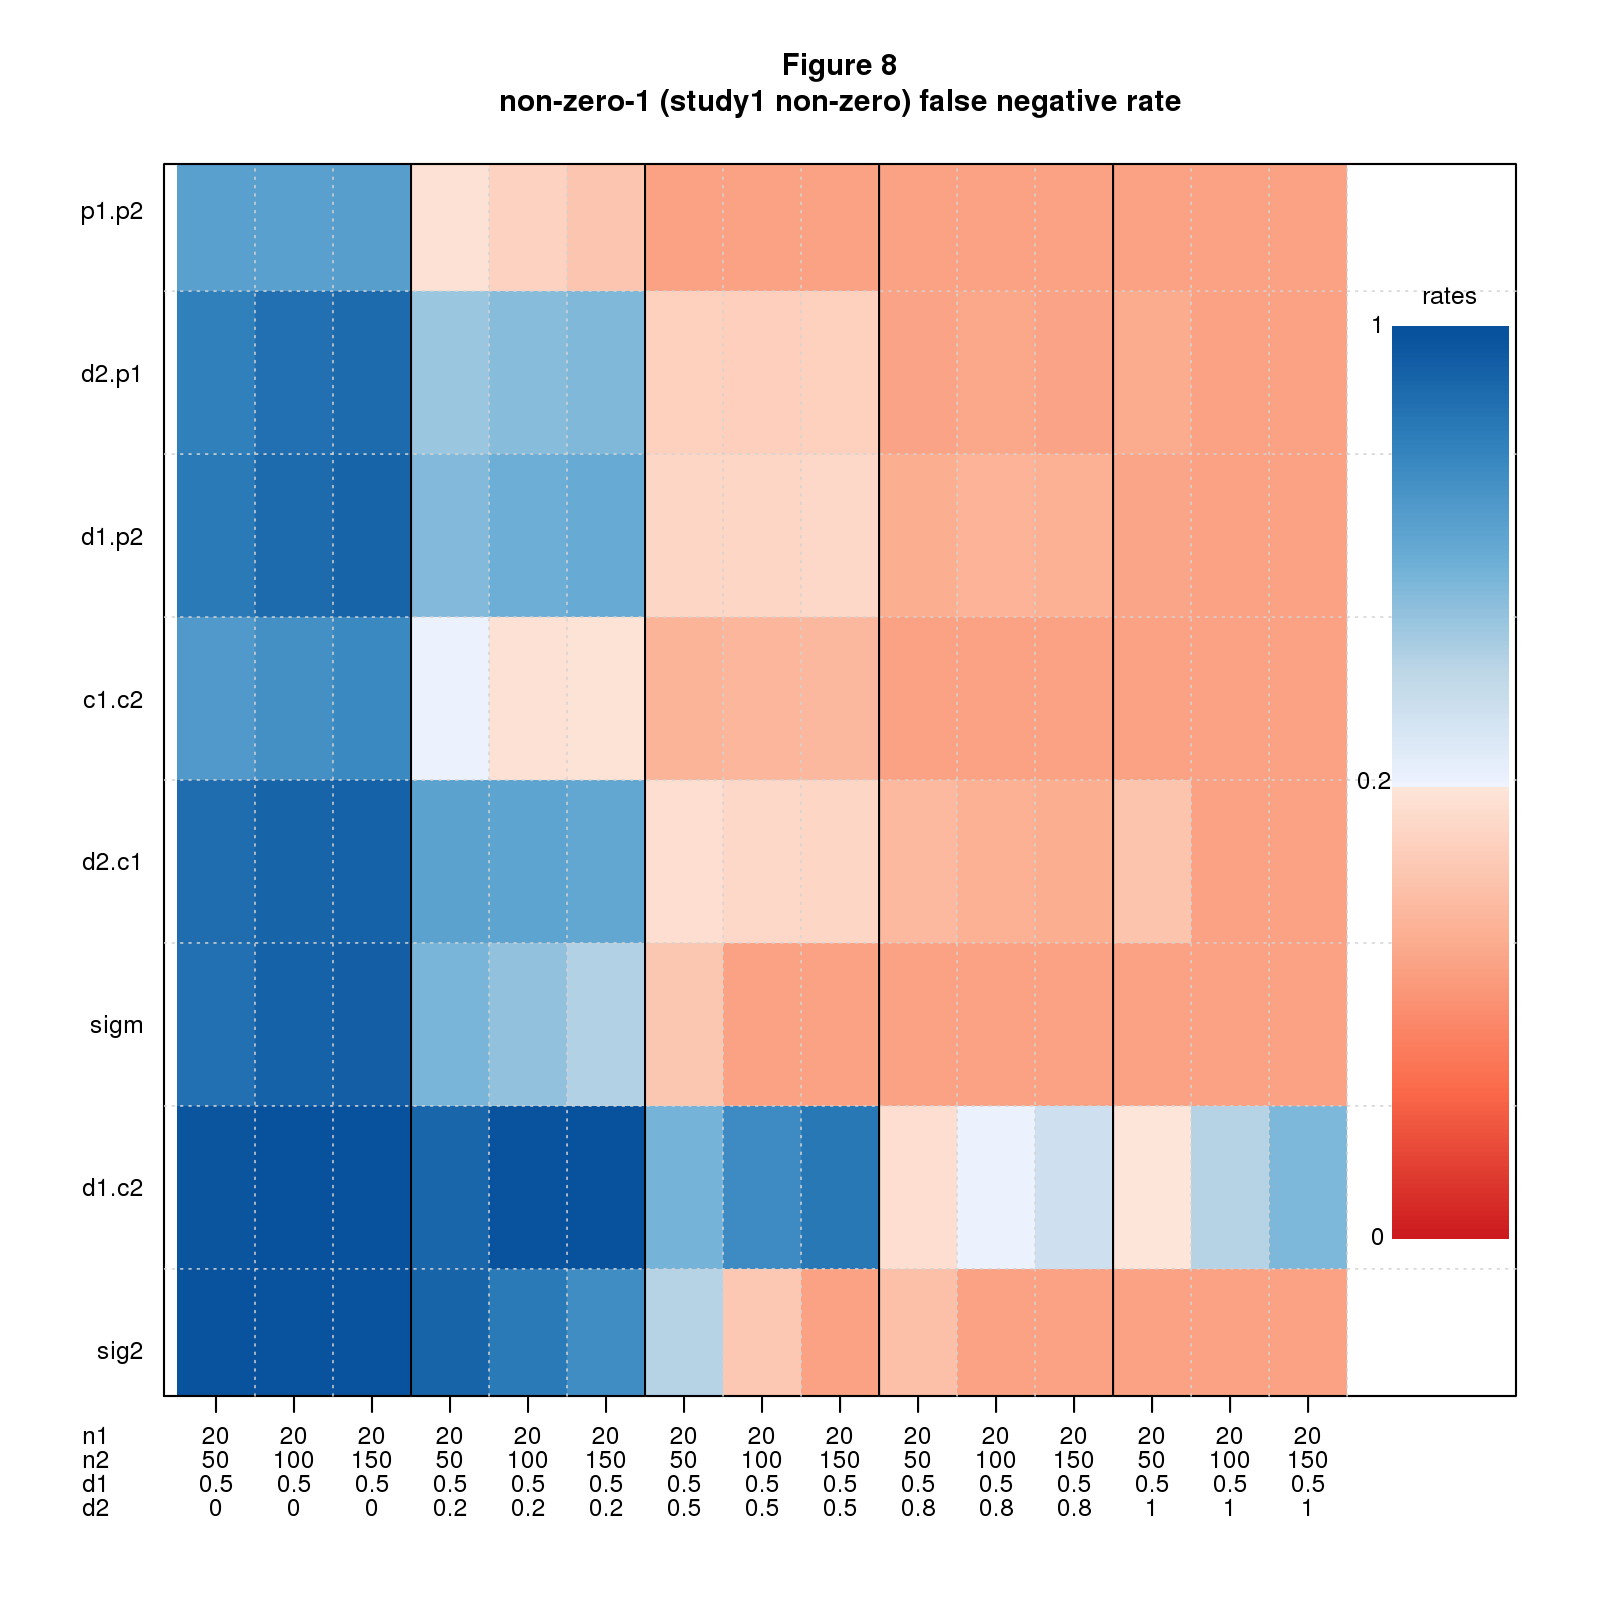 Figure 8
non-zero-1 (study1 non-zero) false negative rate
p1.p2
d2.p1
d1.p2
c1.c2
d2.c1
sigm
d1.c2
sig2
rates
1
0.2
0
n1 20 20 20 20 20 20 20 20 20 20 20 20 20 20 20
n2 50 100 150 50 100 150 50 100 150 50 100 150 50 100 150
d1 0.5 0.5 0.5 0.5 0.5 0.5 0.5 0.5 0.5 0.5 0.5 0.5 0.5 0.5 0.5
d2 0 0 0 0.2 0.2 0.2 0.5 0.5 0.5 0.8 0.8 0.8 1 1 1